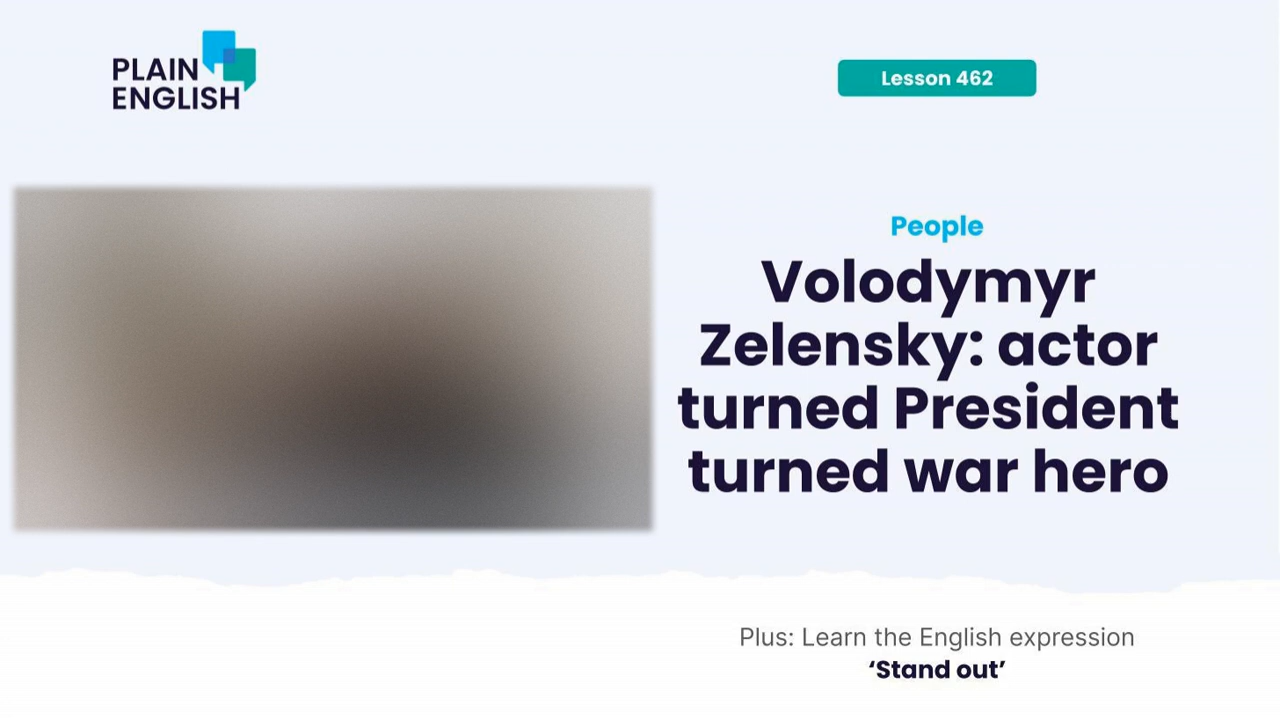 PLAIN
ENGLISH
Lesson 462
People
Volodymyr
Zelensky: actor
turned President
turned war hero
Plus: Learn the English expression
‘Stand out’